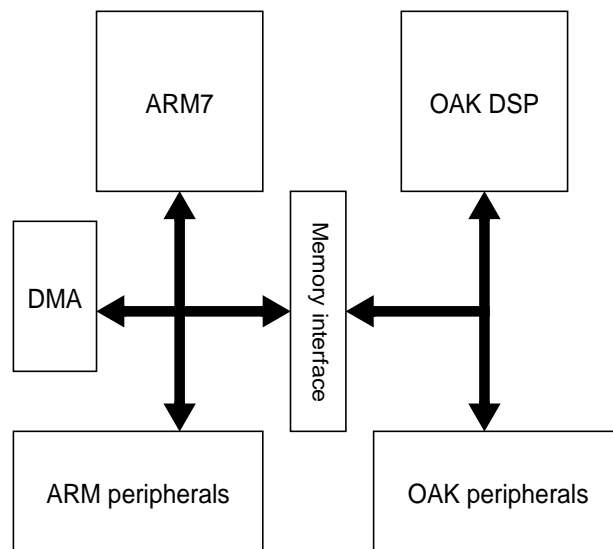 ARM7
OAK DSP
DMA
Memory interface
ARM peripherals
OAK peripherals